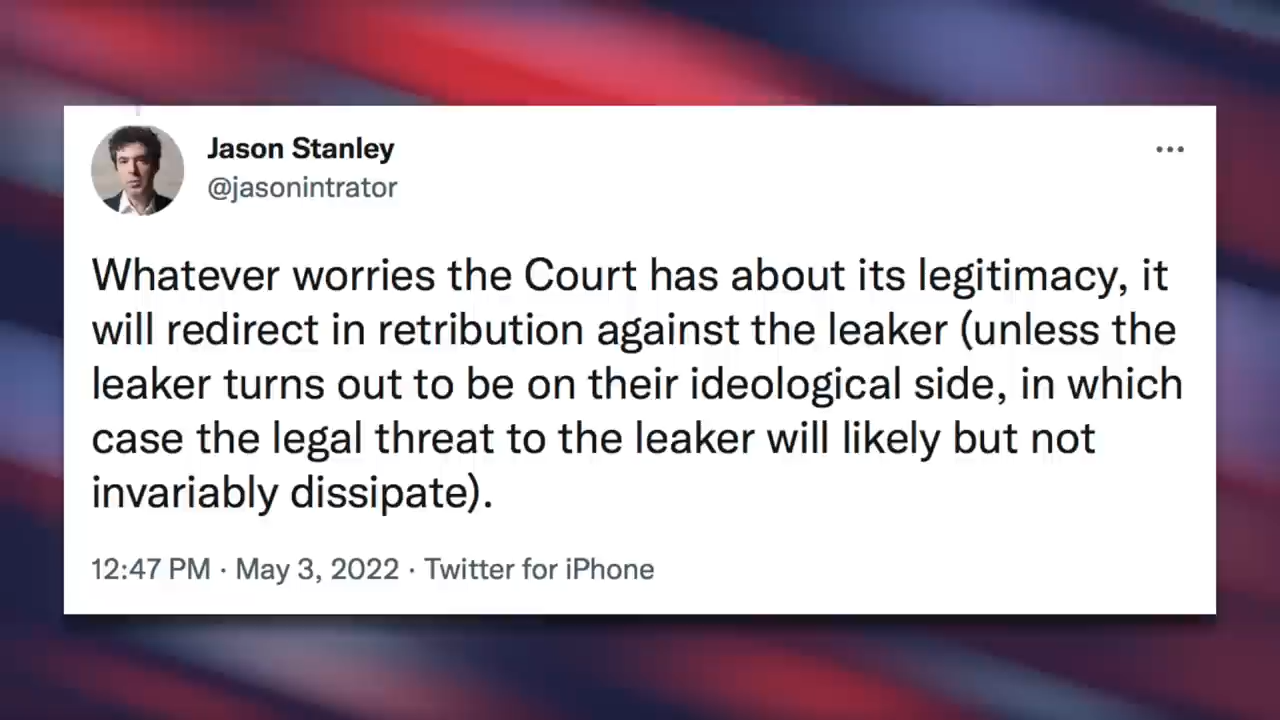 Jason Stanley
@jasonintrator
Whatever worries the Court has about its legitimacy, it
will redirect in retribution against the leaker (unless the
leaker turns out to be on their ideological side, in which
case the legal threat to the leaker will likely but not
invariably dissipate).
12:47 PM · May 3, 2022 · Twitter for iPhone